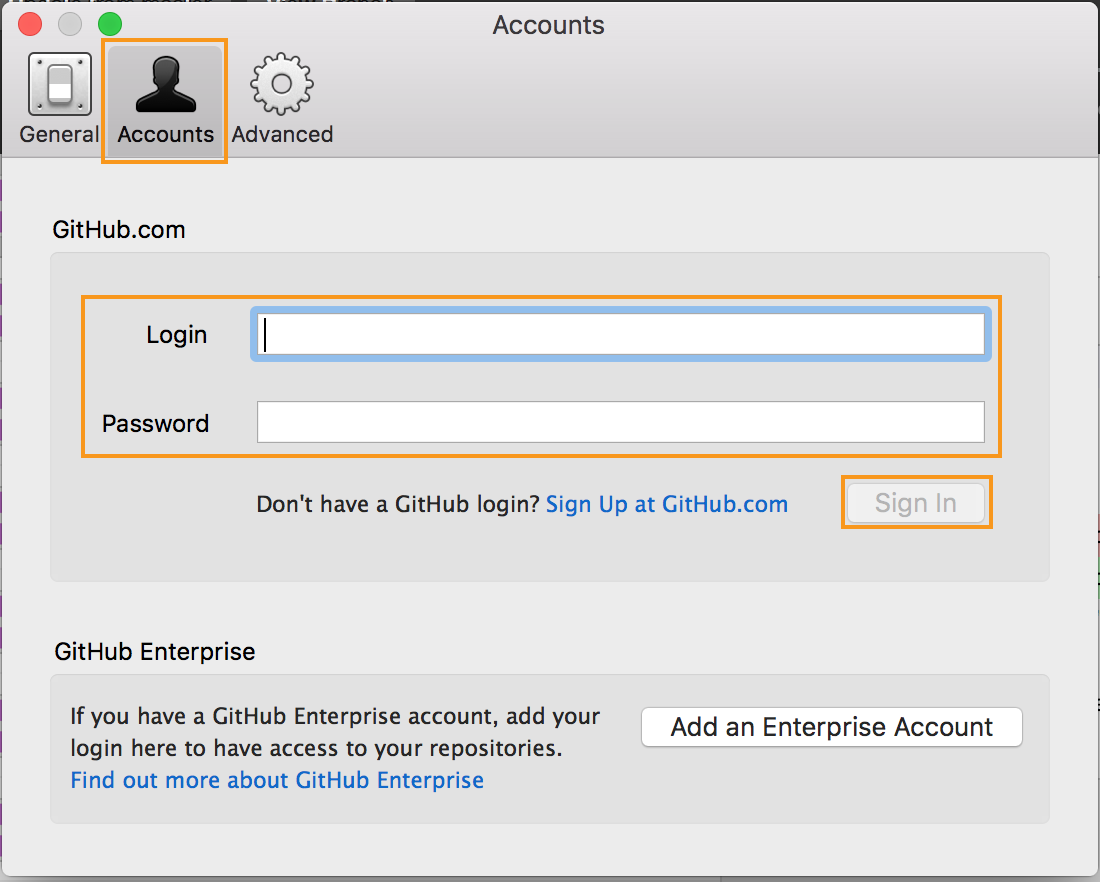 Accounts
General Accounts Advanced
GitHub.com
Login
Password
Don't have a GitHub login? Sign Up at GitHub.com Sign In
GitHub Enterprise
If you have a GitHub Enterprise account, add your
login here to have access to your repositories.
Find out more about GitHub Enterprise
Add an Enterprise Account